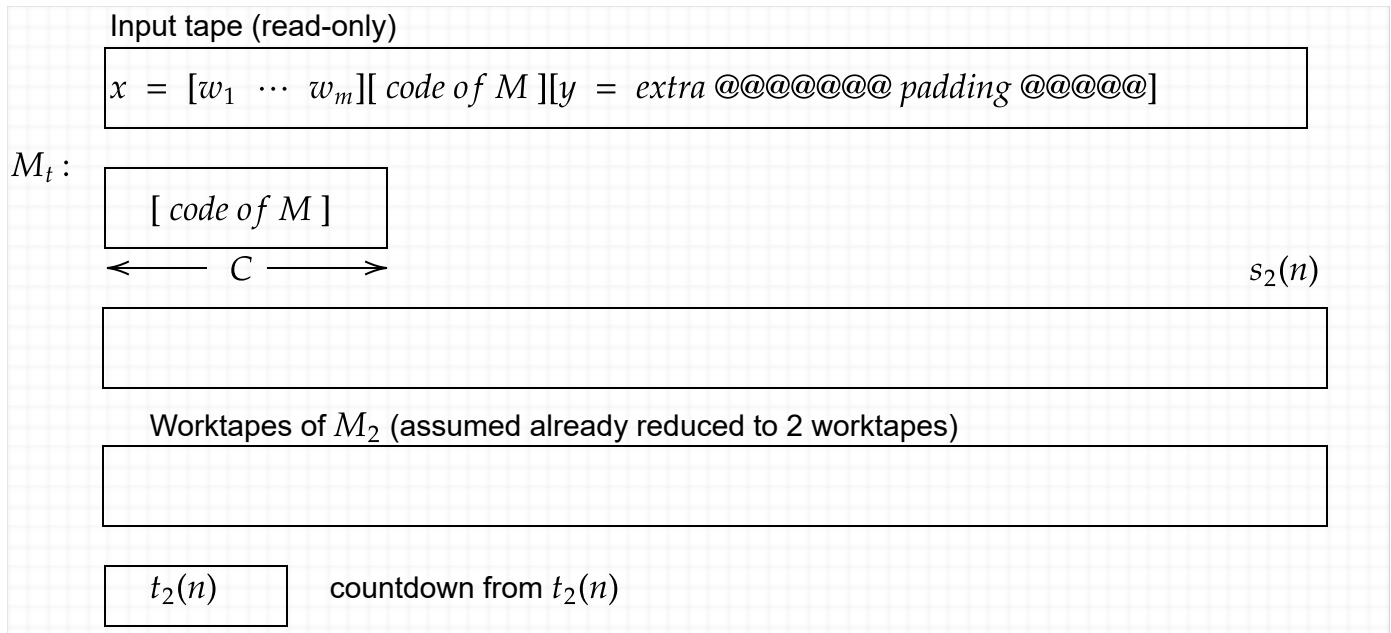 Input tape (read-only)
x = [w₁ ⋯ wₘ][ code of M ][y = extra @@@@@@@ padding @@@@@]
Mₜ :
[ code of M ]
C
s₂(n)
Worktapes of M₂ (assumed already reduced to 2 worktapes)
t₂(n) countdown from t₂(n)